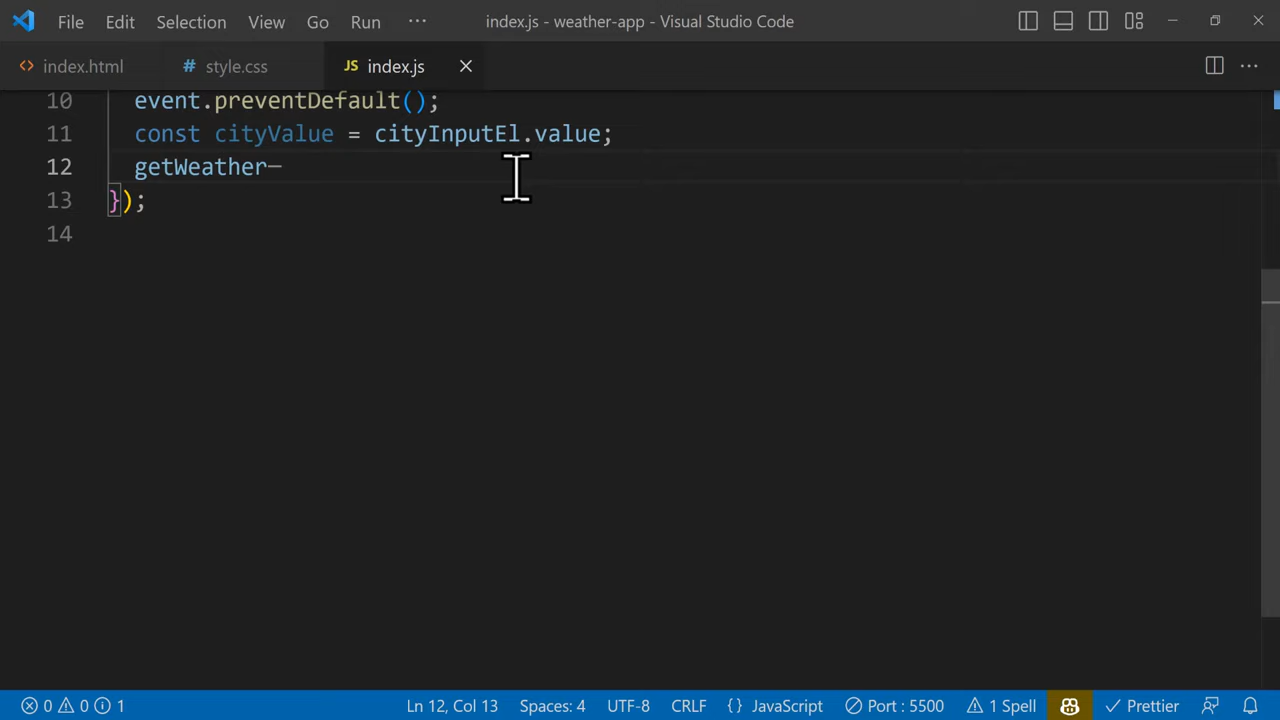 File Edit Selection View Go Run ··· index.js - weather-app - Visual Studio Code
<> index.html # style.css JS index.js
10 event.preventDefault();
11 const cityValue = cityInputEl.value;
12 getWeather
13 });
14
0 0 1 Ln 12, Col 13 Spaces: 4 UTF-8 CRLF {} JavaScript Port : 5500 1 Spell Prettier